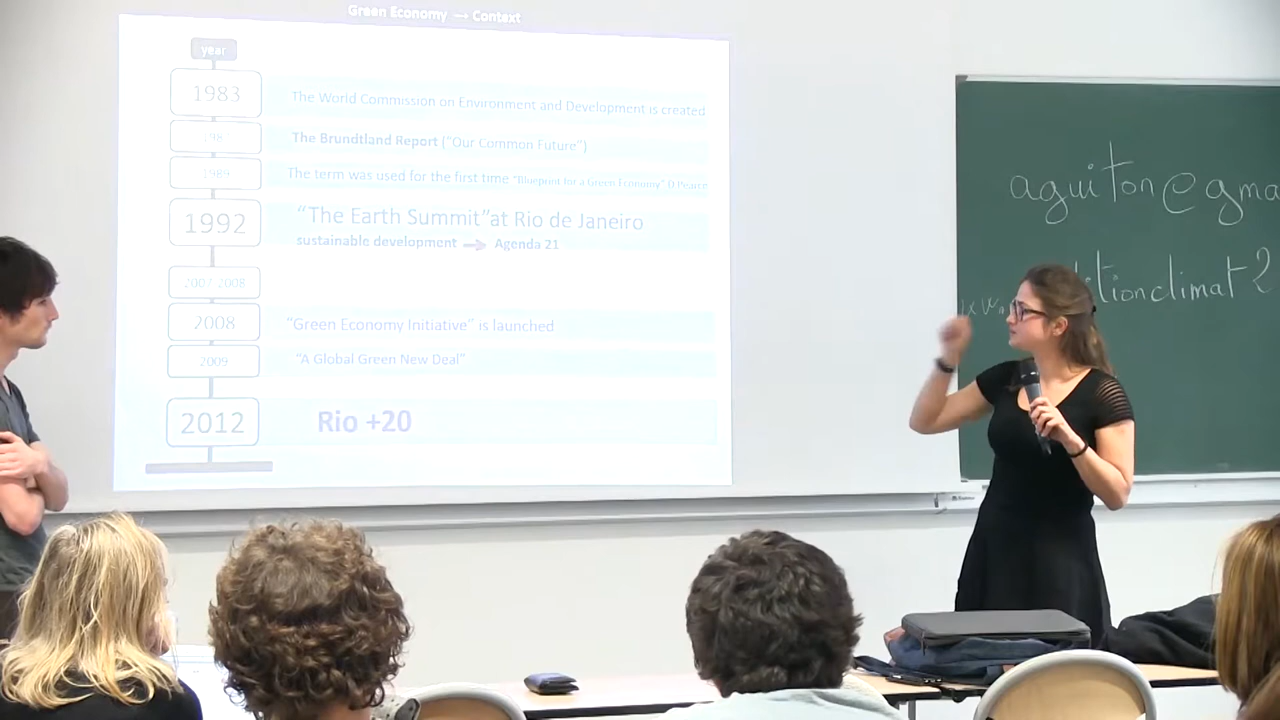 Green Economy → Context
year
1983
The World Commission on Environment and Development is created
1987
The Brundtland Report ("Our Common Future")
1989
The term was used for the first time "Blueprint for a Green Economy" D Pearce
1992
"The Earth Summit"at Rio de Janeiro
sustainable development → Agenda 21
2007-2008
2008
"Green Economy Initiative" is launched
2009
"A Global Green New Deal"
2012
Rio +20
aguiton@gma
itionclimat2